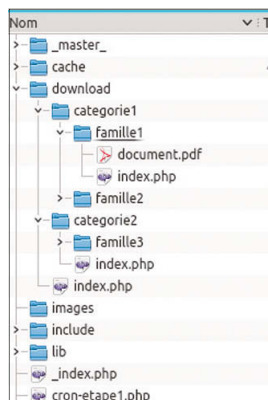 Nom
_master_
cache
download
categorie1
famille1
document.pdf
index.php
famille2
categorie2
famille3
index.php
index.php
images
include
lib
_index.php
cron-etape1.php